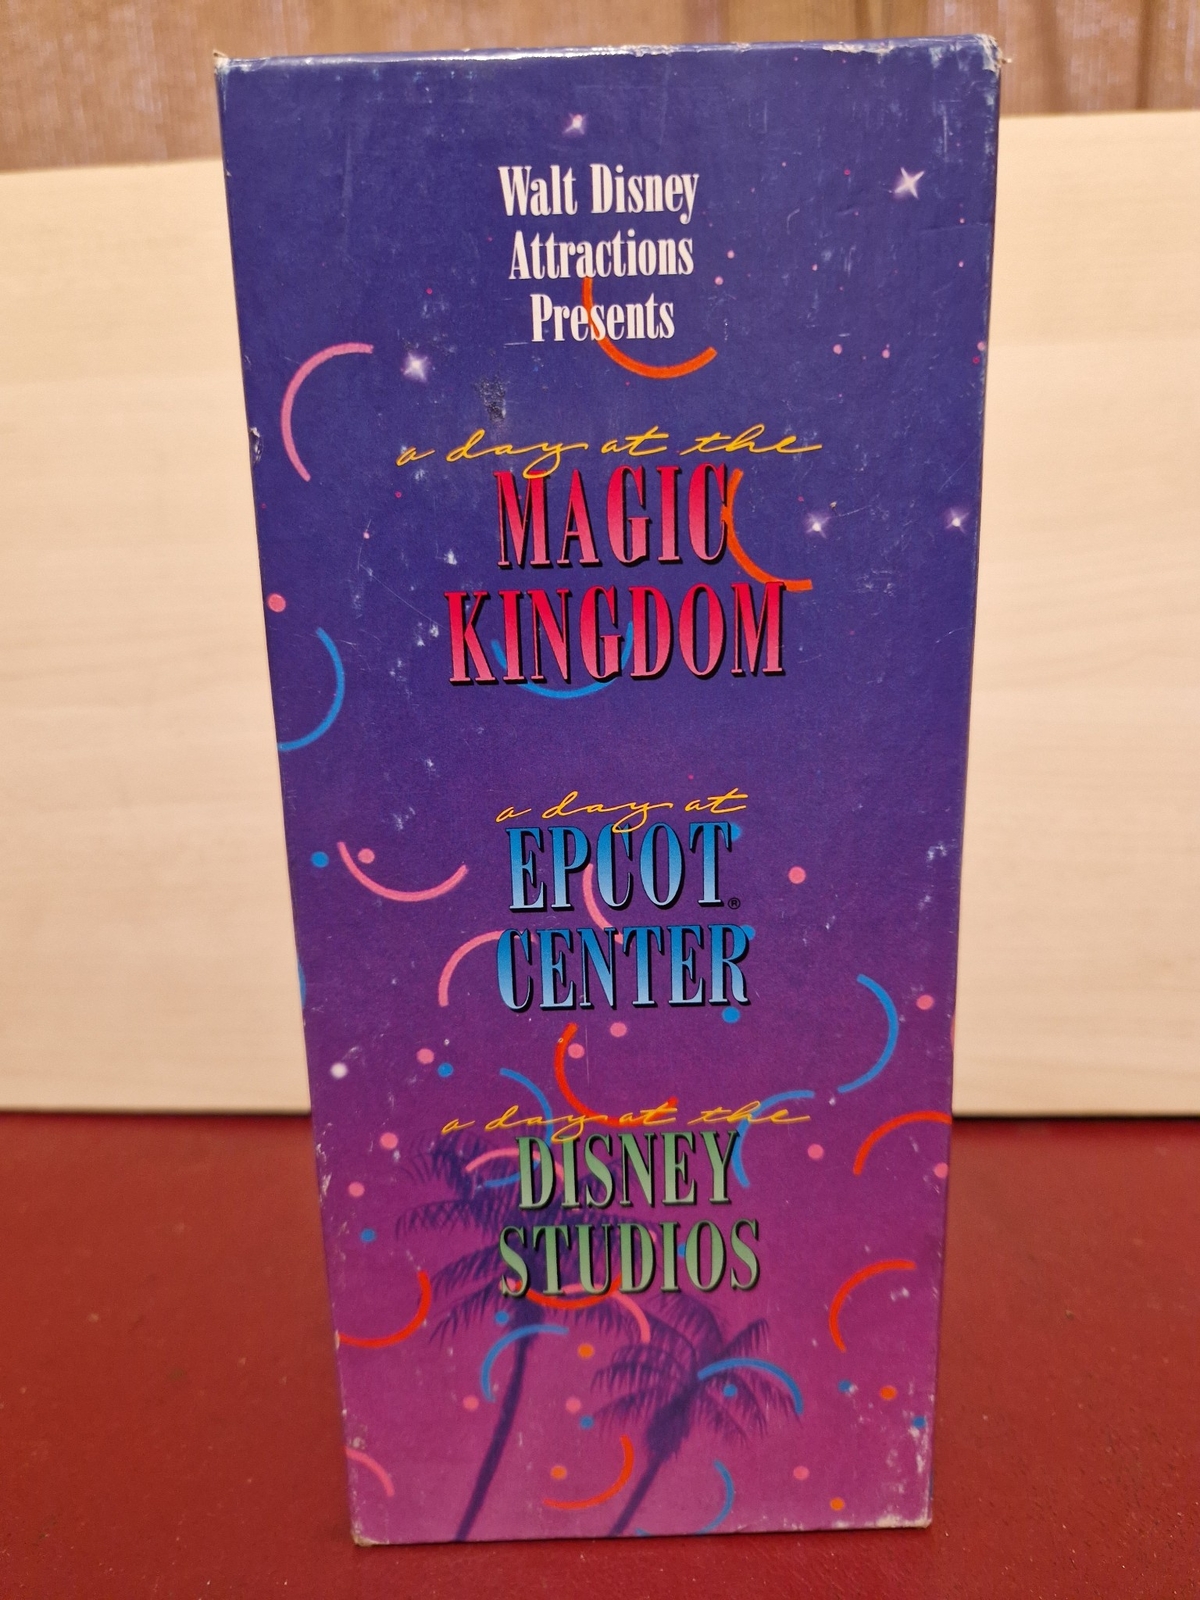 Walt Disney
Attractions
Presents
a day at the
MAGIC
KINGDOM
a day at
EPCOT®
CENTER
a day at the
DISNEY
STUDIOS